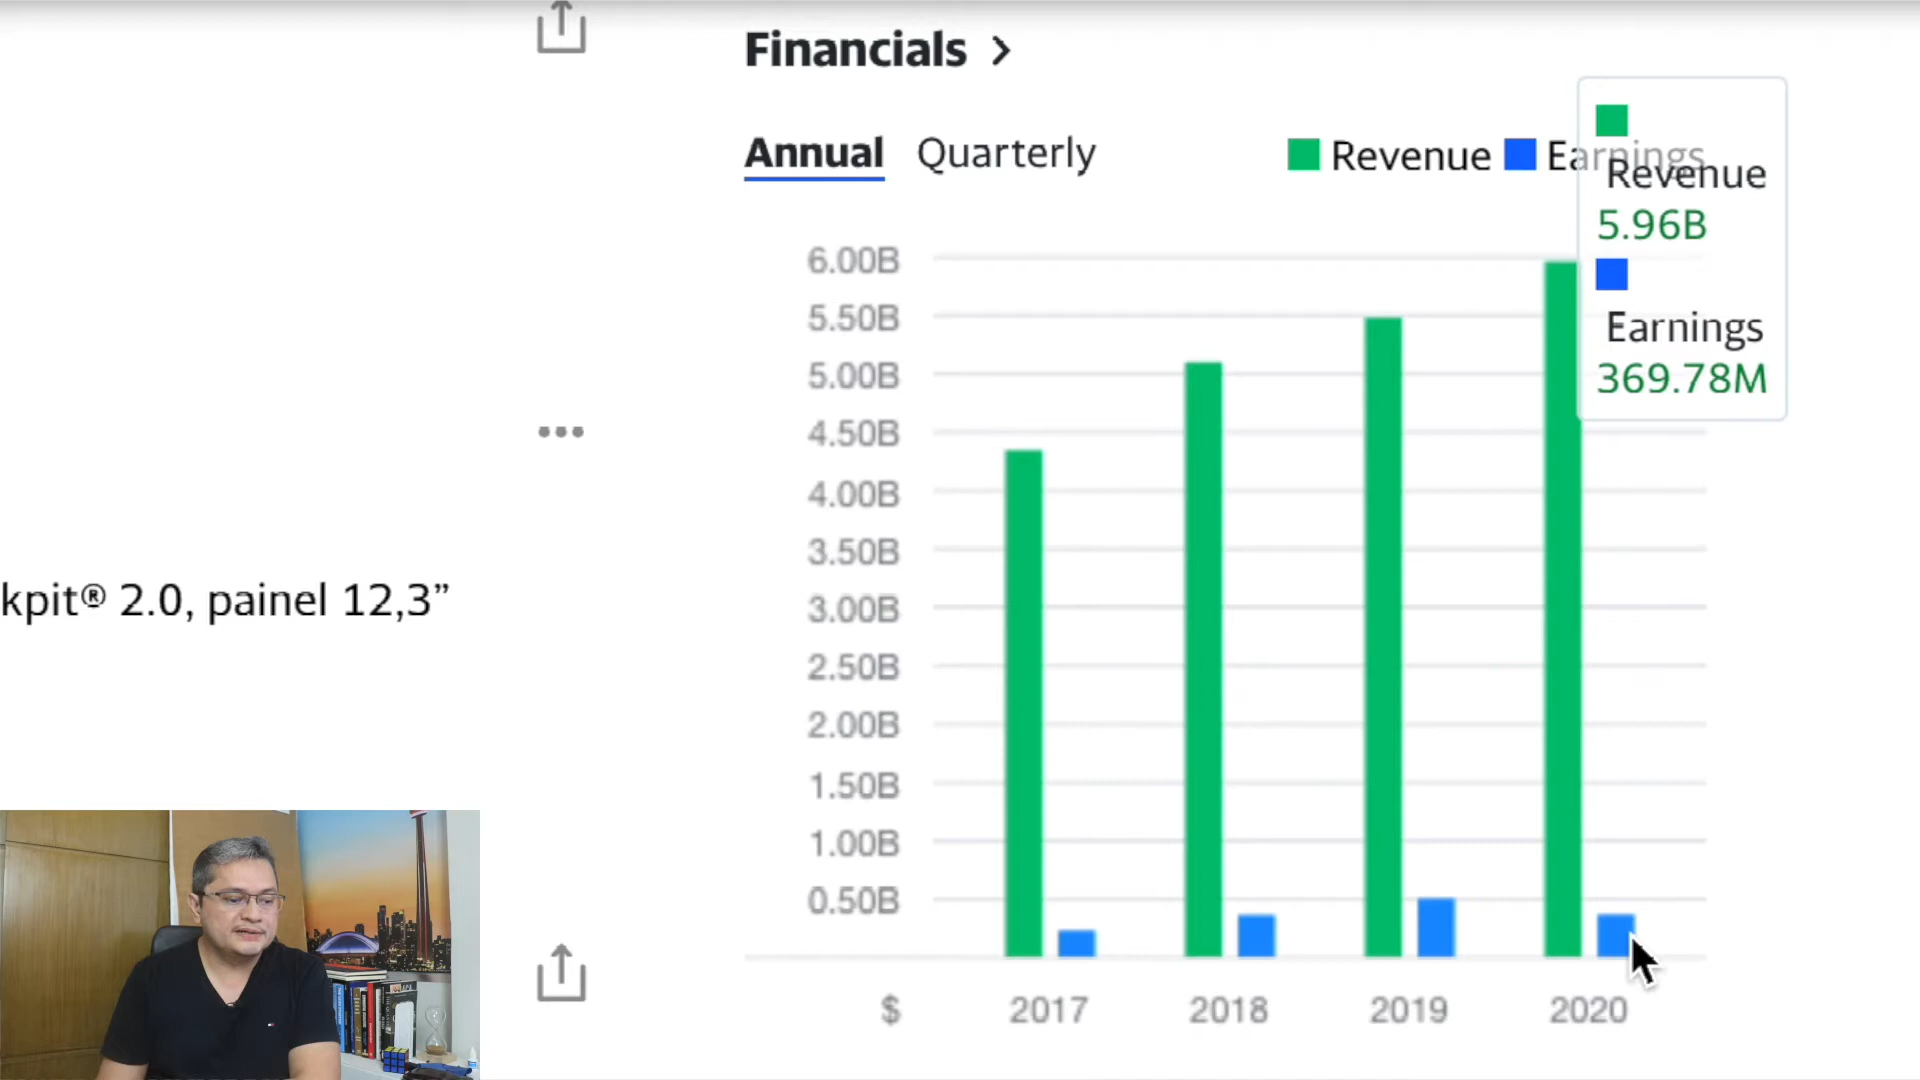 Financials >
Annual Quarterly
Revenue Earnings
Revenue
5.96B
Earnings
369.78M
6.00B
5.50B
5.00B
4.50B
4.00B
3.50B
3.00B
2.50B
2.00B
1.50B
1.00B
0.50B
$ 2017 2018 2019 2020
kpit® 2.0, painel 12,3”